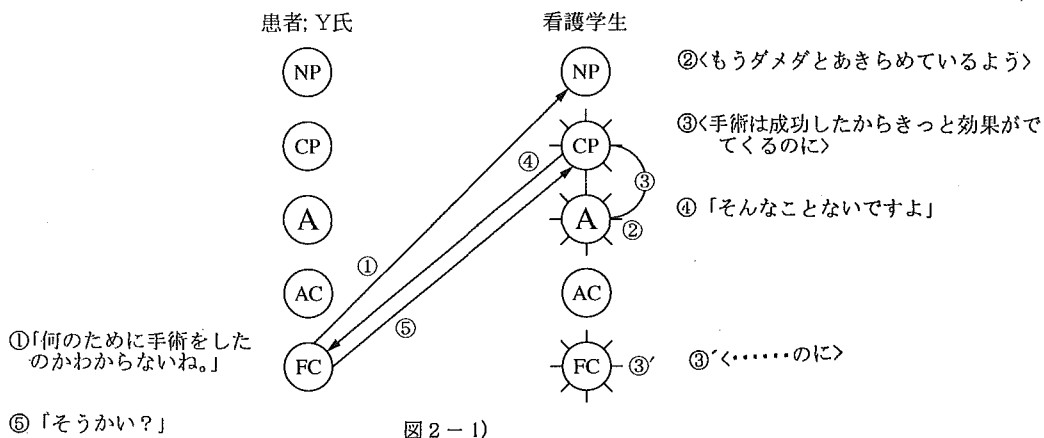 患者; Y氏
看護学生
NP
NP
②〈もうダメダとあきらめているよう〉
CP
④
CP
③
③〈手術は成功したからきっと効果がで
てくるのに〉
A
A
②
④「そんなことないですよ」
①
AC
AC
⑤
①「何のために手術をした
のかわからないね。」
FC
FC
③´
③´〈‥‥‥のに〉
⑤「そうかい？」
図2-1)